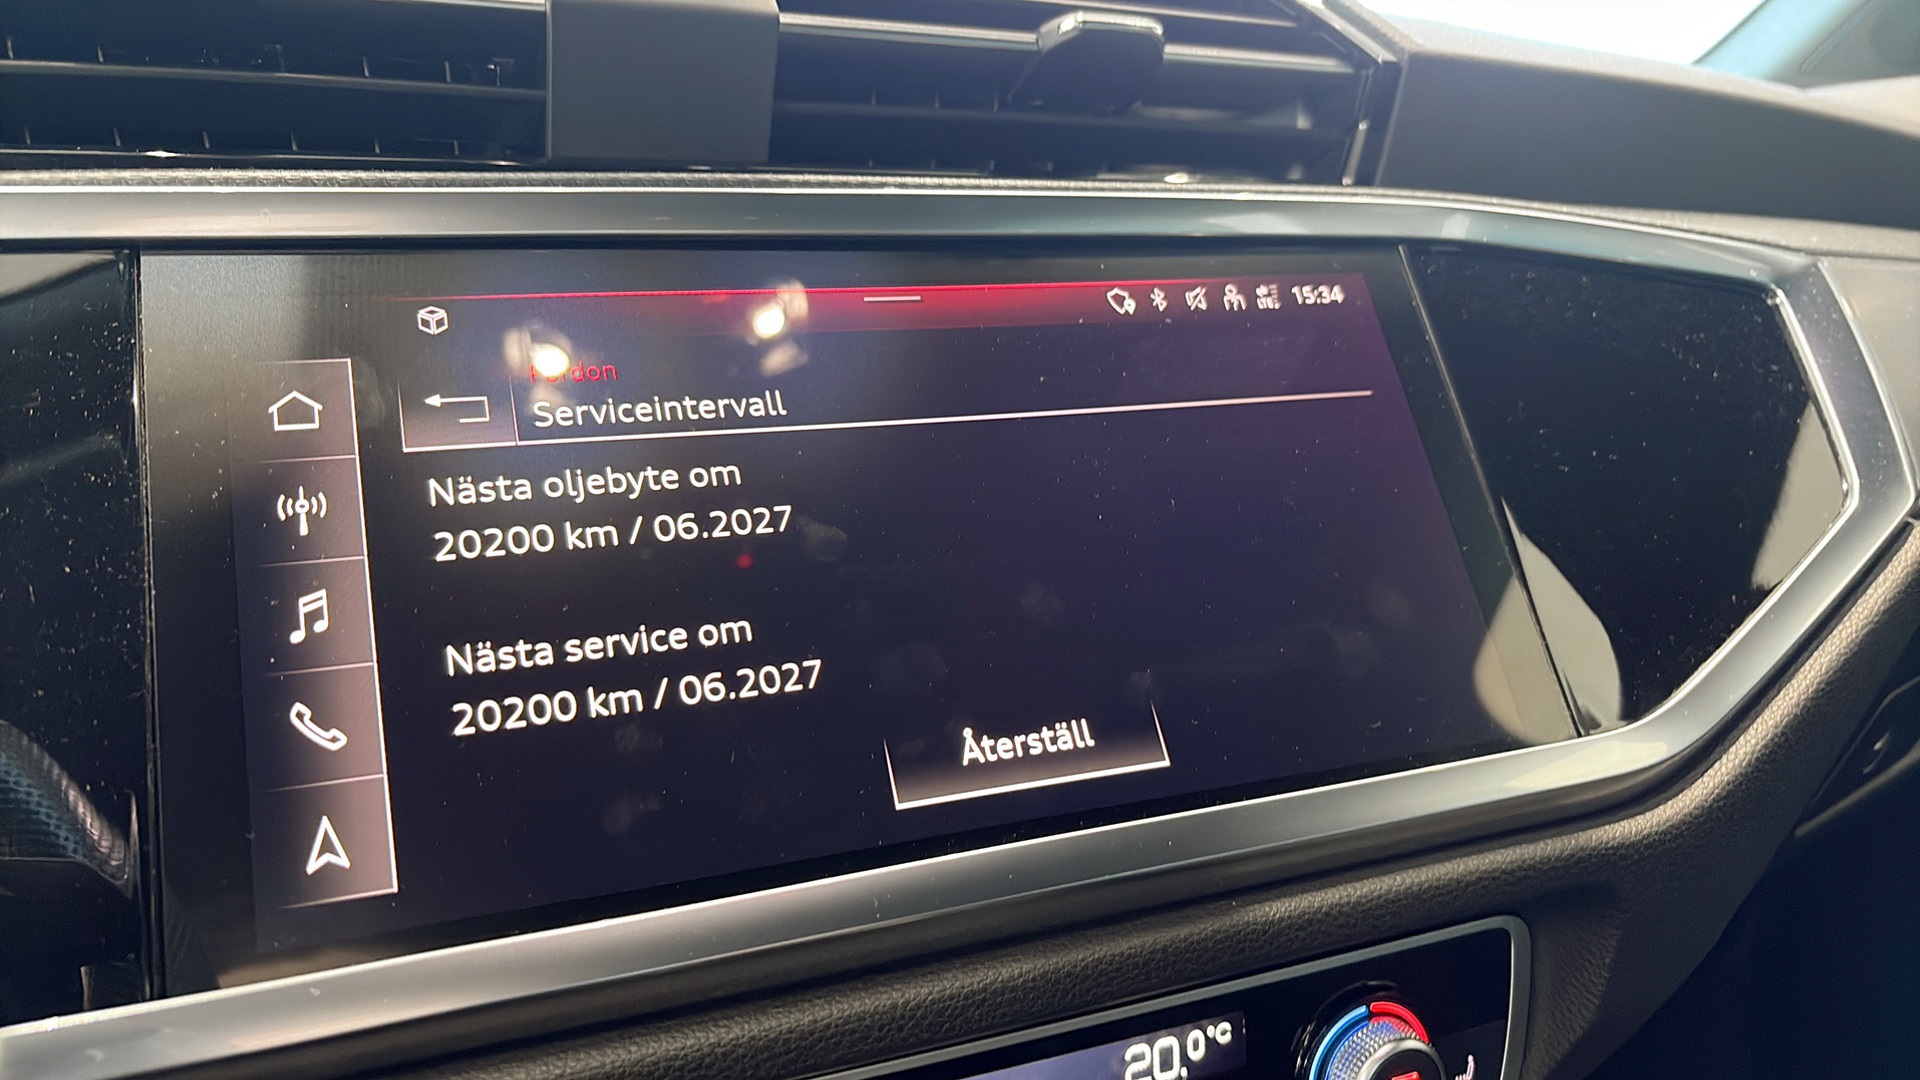 15:34
Fordon
Serviceintervall
Nästa oljebyte om
20200 km / 06.2027
Nästa service om
20200 km / 06.2027
Återställ
20.0°C